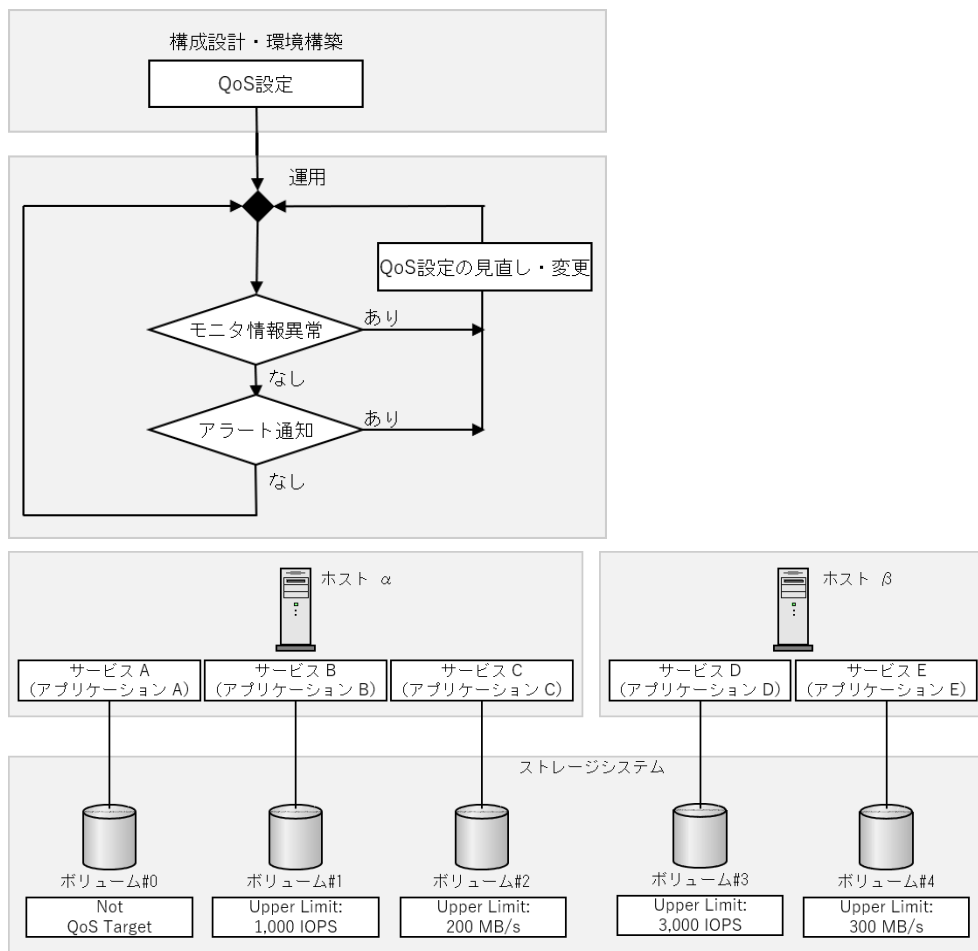 構成設計・環境構築
QoS設定
運用
QoS設定の見直し・変更
モニタ情報異常
あり
なし
アラート通知
あり
なし
ホスト α
ホスト β
サービス A
(アプリケーション A)
サービス B
(アプリケーション B)
サービス C
(アプリケーション C)
サービス D
(アプリケーション D)
サービス E
(アプリケーション E)
ストレージシステム
ボリューム#0
ボリューム#1
ボリューム#2
ボリューム#3
ボリューム#4
Not
QoS Target
Upper Limit:
1,000 IOPS
Upper Limit:
200 MB/s
Upper Limit:
3,000 IOPS
Upper Limit:
300 MB/s